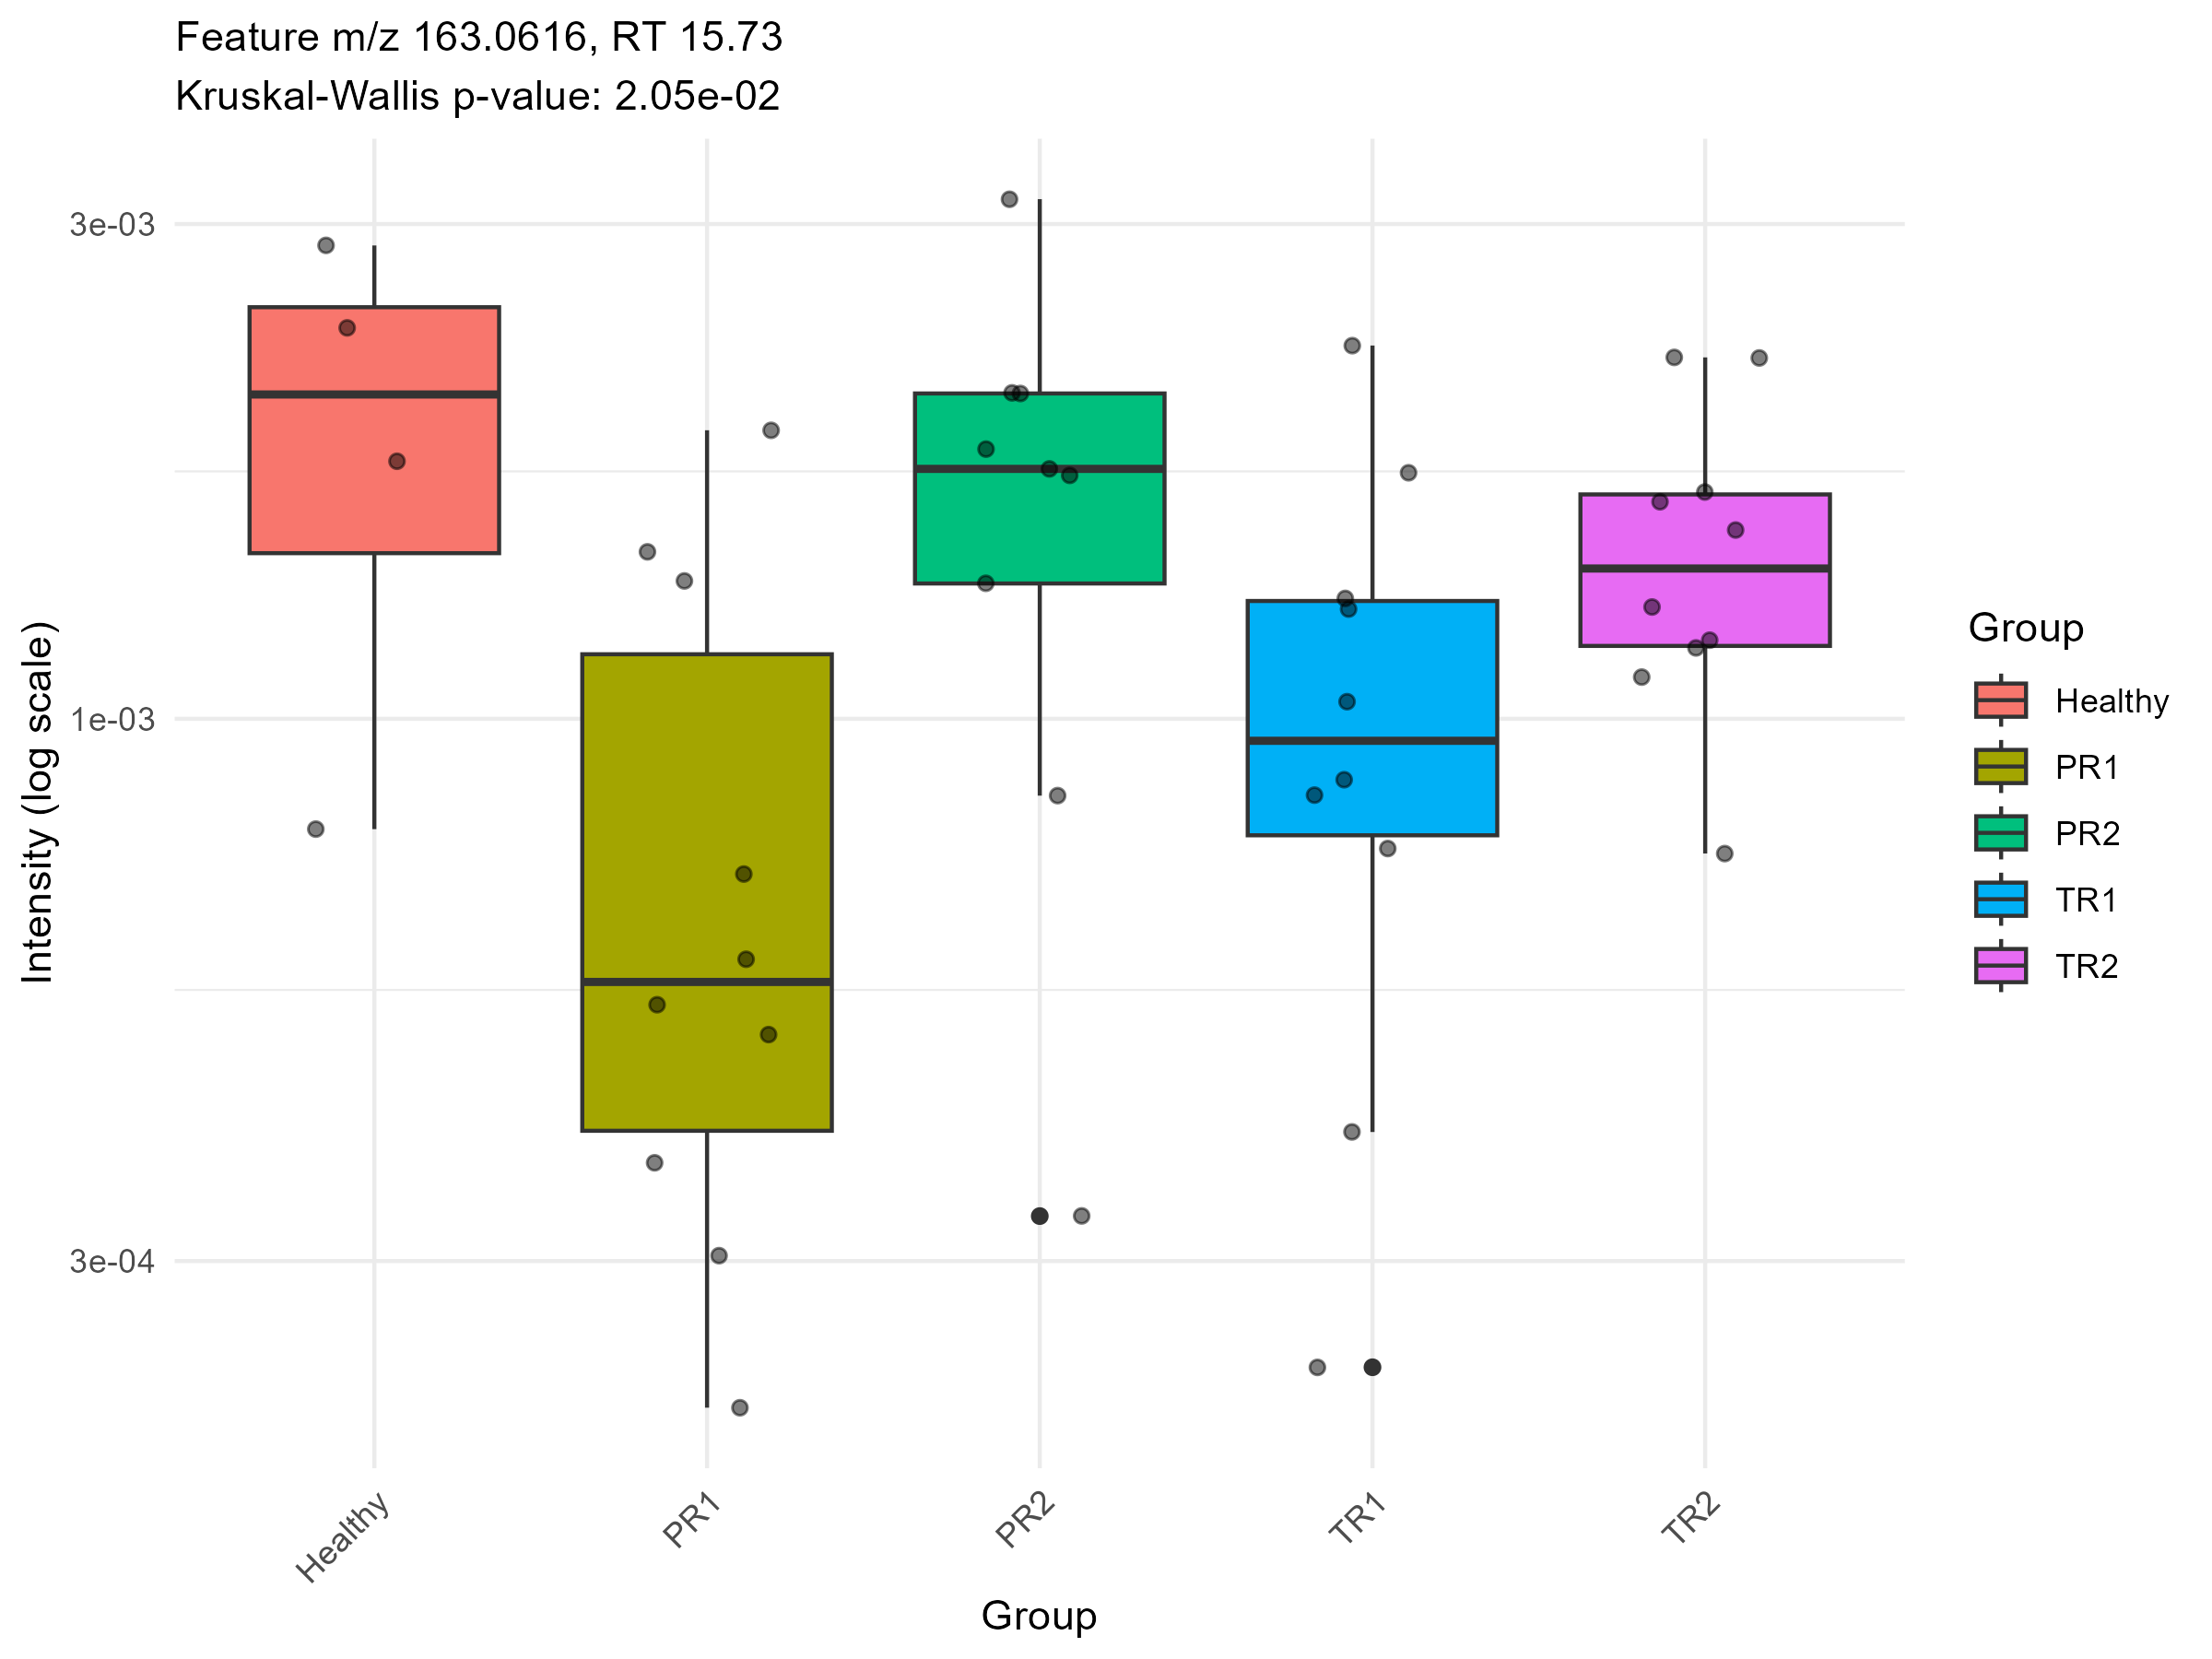 Feature m/z 163.0616, RT 15.73
Kruskal-Wallis p-value: 2.05e-02
3e-03
1e-03
3e-04
Intensity (log scale)
Healthy
PR1
PR2
TR1
TR2
Group
Group
Healthy
PR1
PR2
TR1
TR2